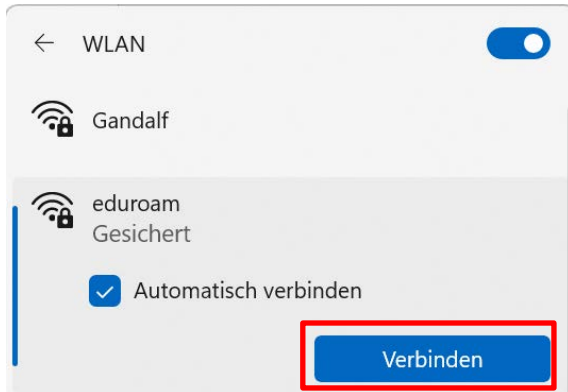 WLAN
Gandalf
eduroam
Gesichert
Automatisch verbinden
Verbinden